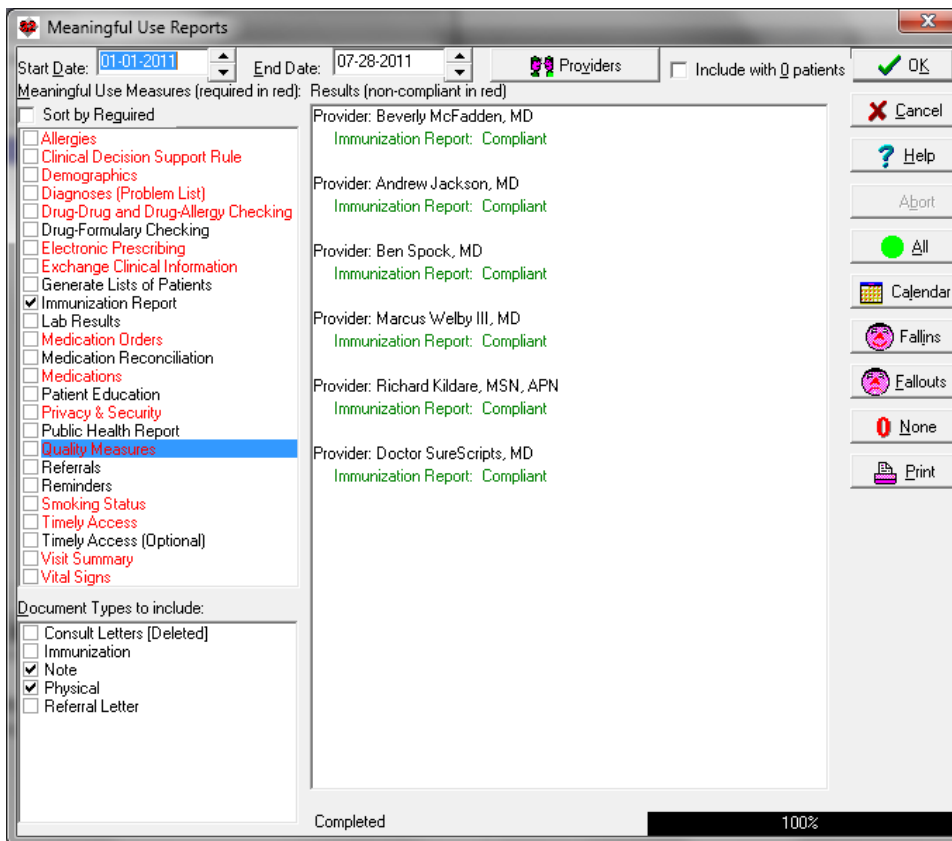 Meaningful Use Reports
Start Date: 01-01-2011 End Date: 07-28-2011 Providers Include with 0 patients OK
Meaningful Use Measures (required in red): Results (non-compliant in red)
Sort by Required
Allergies
Clinical Decision Support Rule
Demographics
Diagnoses (Problem List)
Drug-Drug and Drug-Allergy Checking
Drug-Formulary Checking
Electronic Prescribing
Exchange Clinical Information
Generate Lists of Patients
Immunization Report
Lab Results
Medication Orders
Medication Reconciliation
Medications
Patient Education
Privacy & Security
Public Health Report
Quality Measures
Referrals
Reminders
Smoking Status
Timely Access
Timely Access (Optional)
Visit Summary
Vital Signs
Document Types to include:
Consult Letters [Deleted]
Immunization
Note
Physical
Referral Letter
Provider: Beverly McFadden, MD
Immunization Report: Compliant
Provider: Andrew Jackson, MD
Immunization Report: Compliant
Provider: Ben Spock, MD
Immunization Report: Compliant
Provider: Marcus Welby III, MD
Immunization Report: Compliant
Provider: Richard Kildare, MSN, APN
Immunization Report: Compliant
Provider: Doctor SureScripts, MD
Immunization Report: Compliant
Completed 100%
Cancel
Help
Abort
All
Calendar
Fallins
Fallouts
None
Print